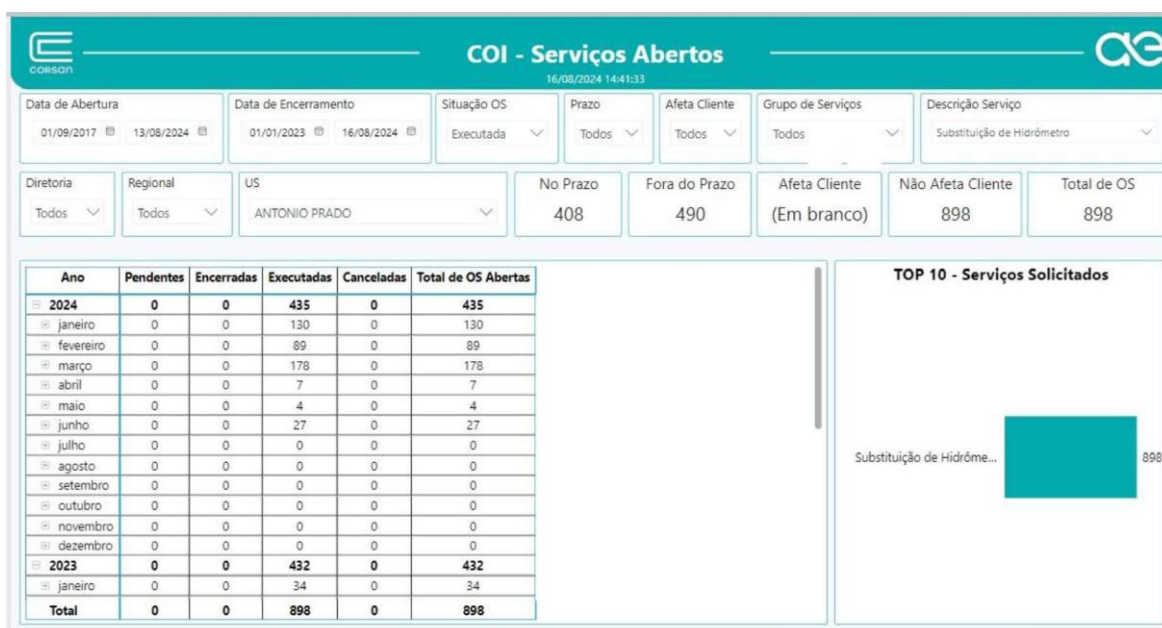 CORSAN
COI - Serviços Abertos
16/08/2024 14:41:33
Data de Abertura
01/09/2017 13/08/2024
Data de Encerramento
01/01/2023 16/08/2024
Situação OS
Executada
Prazo
Todos
Afeta Cliente
Todos
Grupo de Serviços
Todos
Descrição Serviço
Substituição de Hidrômetro
Diretoria
Todos
Regional
Todos
US
ANTONIO PRADO
No Prazo
408
Fora do Prazo
490
Afeta Cliente
(Em branco)
Não Afeta Cliente
898
Total de OS
898
Ano Pendentes Encerradas Executadas Canceladas Total de OS Abertas
2024 0 0 435 0 435
janeiro 0 0 130 0 130
fevereiro 0 0 89 0 89
março 0 0 178 0 178
abril 0 0 7 0 7
maio 0 0 4 0 4
junho 0 0 27 0 27
julho 0 0 0 0 0
agosto 0 0 0 0 0
setembro 0 0 0 0 0
outubro 0 0 0 0 0
novembro 0 0 0 0 0
dezembro 0 0 0 0 0
2023 0 0 432 0 432
janeiro 0 0 34 0 34
Total 0 0 898 0 898
TOP 10 - Serviços Solicitados
Substituição de Hidrôme... 898